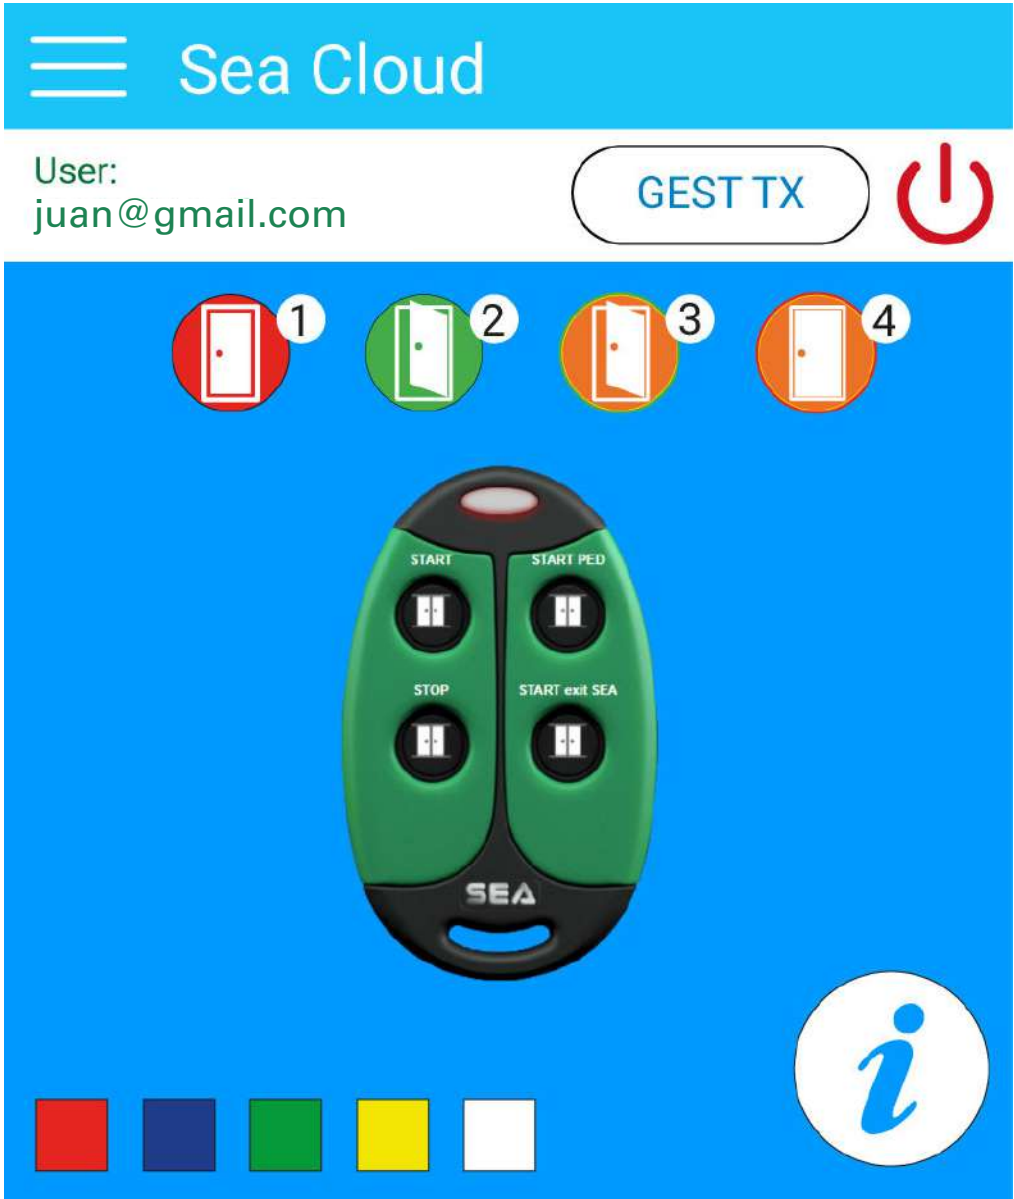 Sea Cloud
User:
juan@gmail.com
GEST TX
1
2
3
4
START
START PED
STOP
START exit SEA
SEA
i